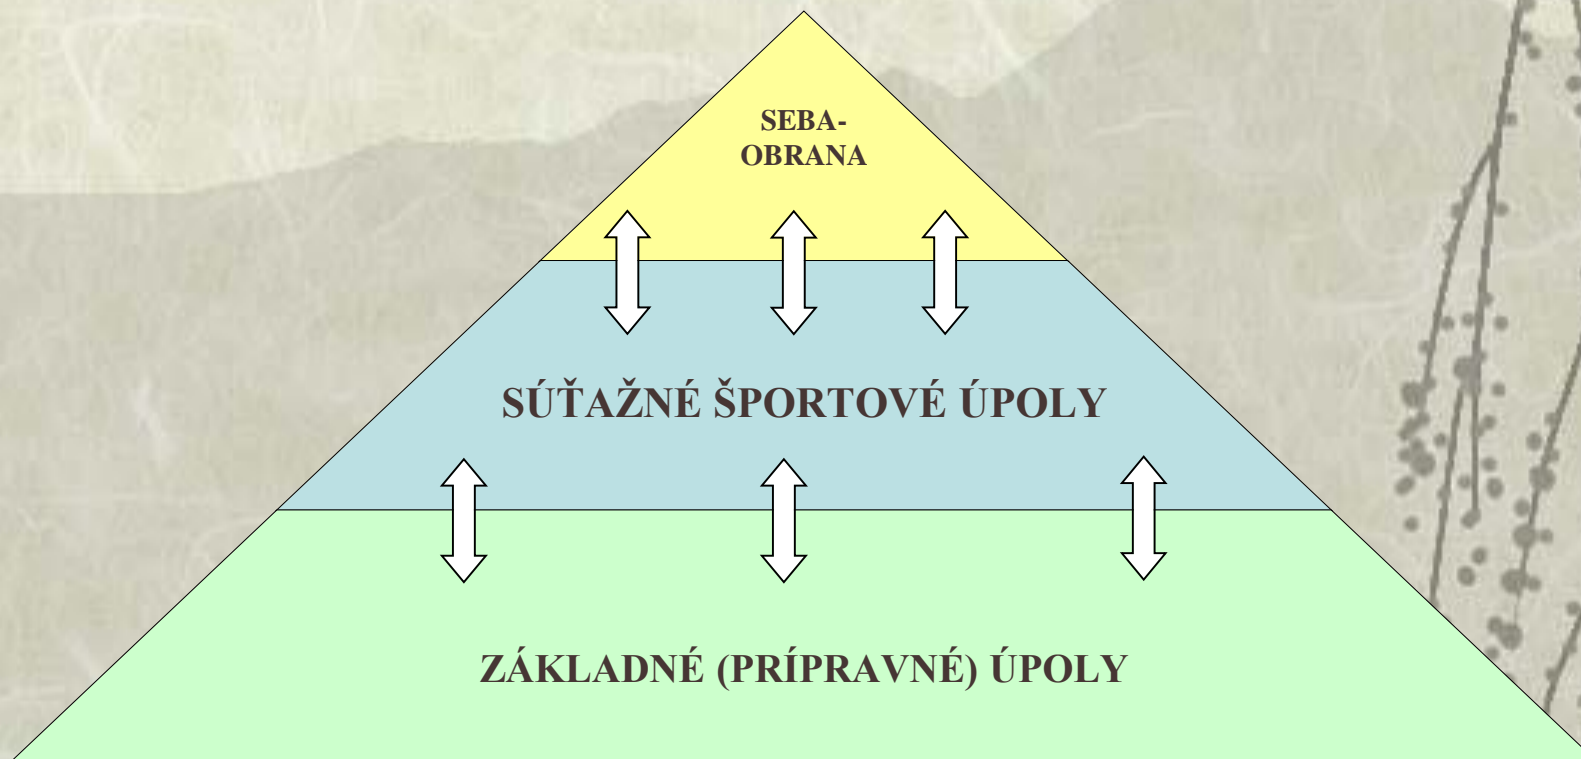 SEBA-
OBRANA
SÚŤAŽNÉ ŠPORTOVÉ ÚPOLY
ZÁKLADNÉ (PRÍPRAVNÉ) ÚPOLY